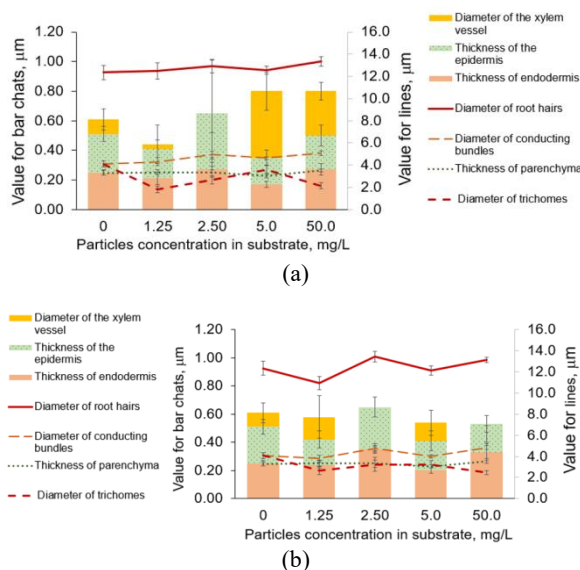 Value for bar chats, µm
1.20
1.00
0.80
0.60
0.40
0.20
0.00
16.0
14.0
12.0
10.0
8.0
6.0
4.0
2.0
0.0
Value for lines, µm
0 1.25 2.50 5.0 50.0
Particles concentration in substrate, mg/L
Diameter of the xylem
vessel
Thickness of the
epidermis
Thickness of endodermis
Diameter of root hairs
Diameter of conducting
bundles
Thickness of parenchyma
Diameter of trichomes
(a)
Diameter of the xylem
vessel
Thickness of the
epidermis
Thickness of endodermis
Diameter of root hairs
Diameter of conducting
bundles
Thickness of parenchyma
Diameter of trichomes
Value for bar chats, µm
1.20
1.00
0.80
0.60
0.40
0.20
0.00
16.0
14.0
12.0
10.0
8.0
6.0
4.0
2.0
0.0
Value for lines, µm
0 1.25 2.50 5.0 50.0
Particles concentration in substrate, mg/L
(b)